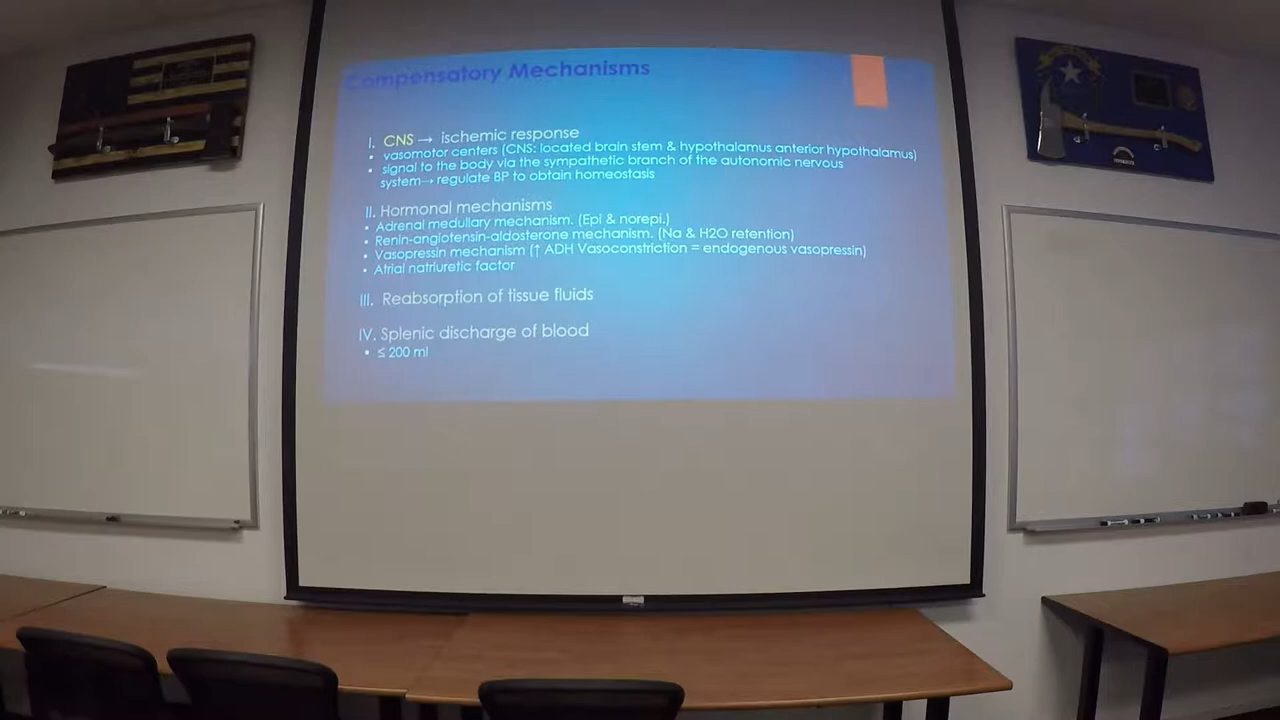 Compensatory Mechanisms
I. CNS → ischemic response
• vasomotor centers (CNS: located brain stem & hypothalamus anterior hypothalamus)
• signal to the body via the sympathetic branch of the autonomic nervous
system→ regulate BP to obtain homeostasis
II. Hormonal mechanisms
• Adrenal medullary mechanism. (Epi & norepi.)
• Renin-angiotensin-aldosterone mechanism. (Na & H2O retention)
• Vasopressin mechanism (↑ ADH Vasoconstriction = endogenous vasopressin)
• Atrial natriuretic factor
III. Reabsorption of tissue fluids
IV. Splenic discharge of blood
• ≤ 200 ml